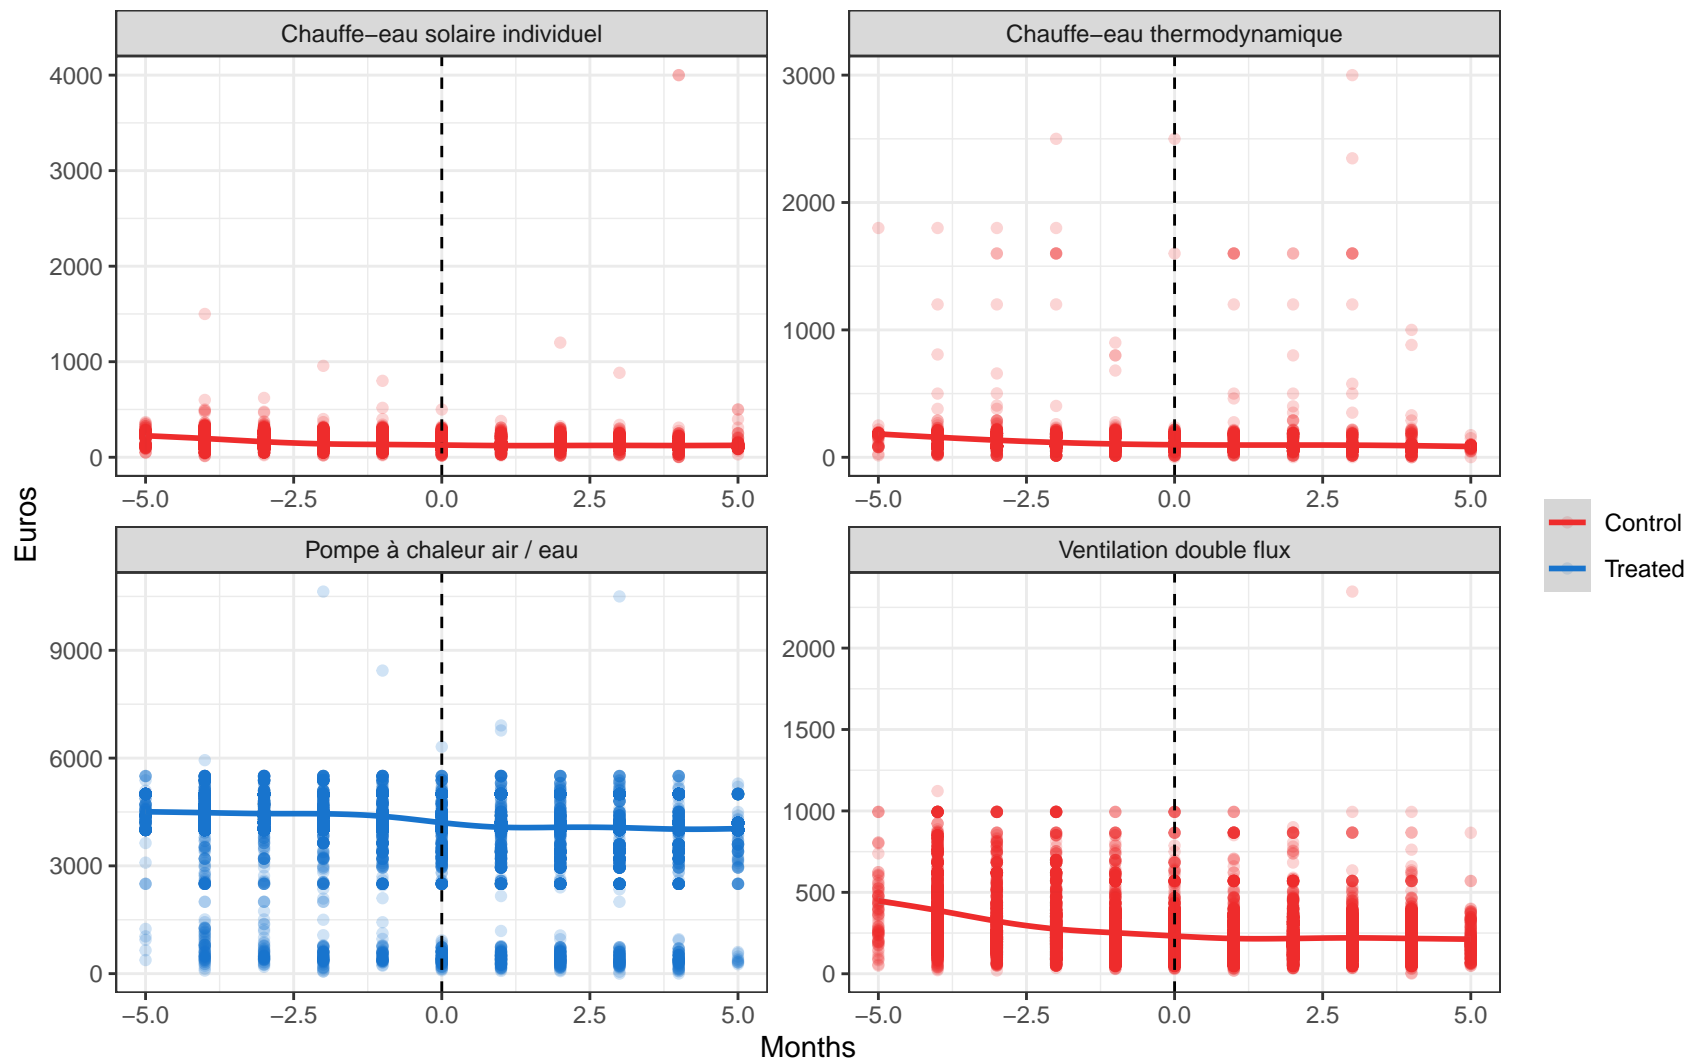 Chauffe−eau solaire individuel
Chauffe−eau thermodynamique
4000
3000
2000
1000
0
3000
2000
1000
0
−5.0 −2.5 0.0 2.5 5.0
−5.0 −2.5 0.0 2.5 5.0
Euros
Pompe à chaleur air / eau
Ventilation double flux
9000
6000
3000
0
2000
1500
1000
500
0
−5.0 −2.5 0.0 2.5 5.0
−5.0 −2.5 0.0 2.5 5.0
Months
Control
Treated